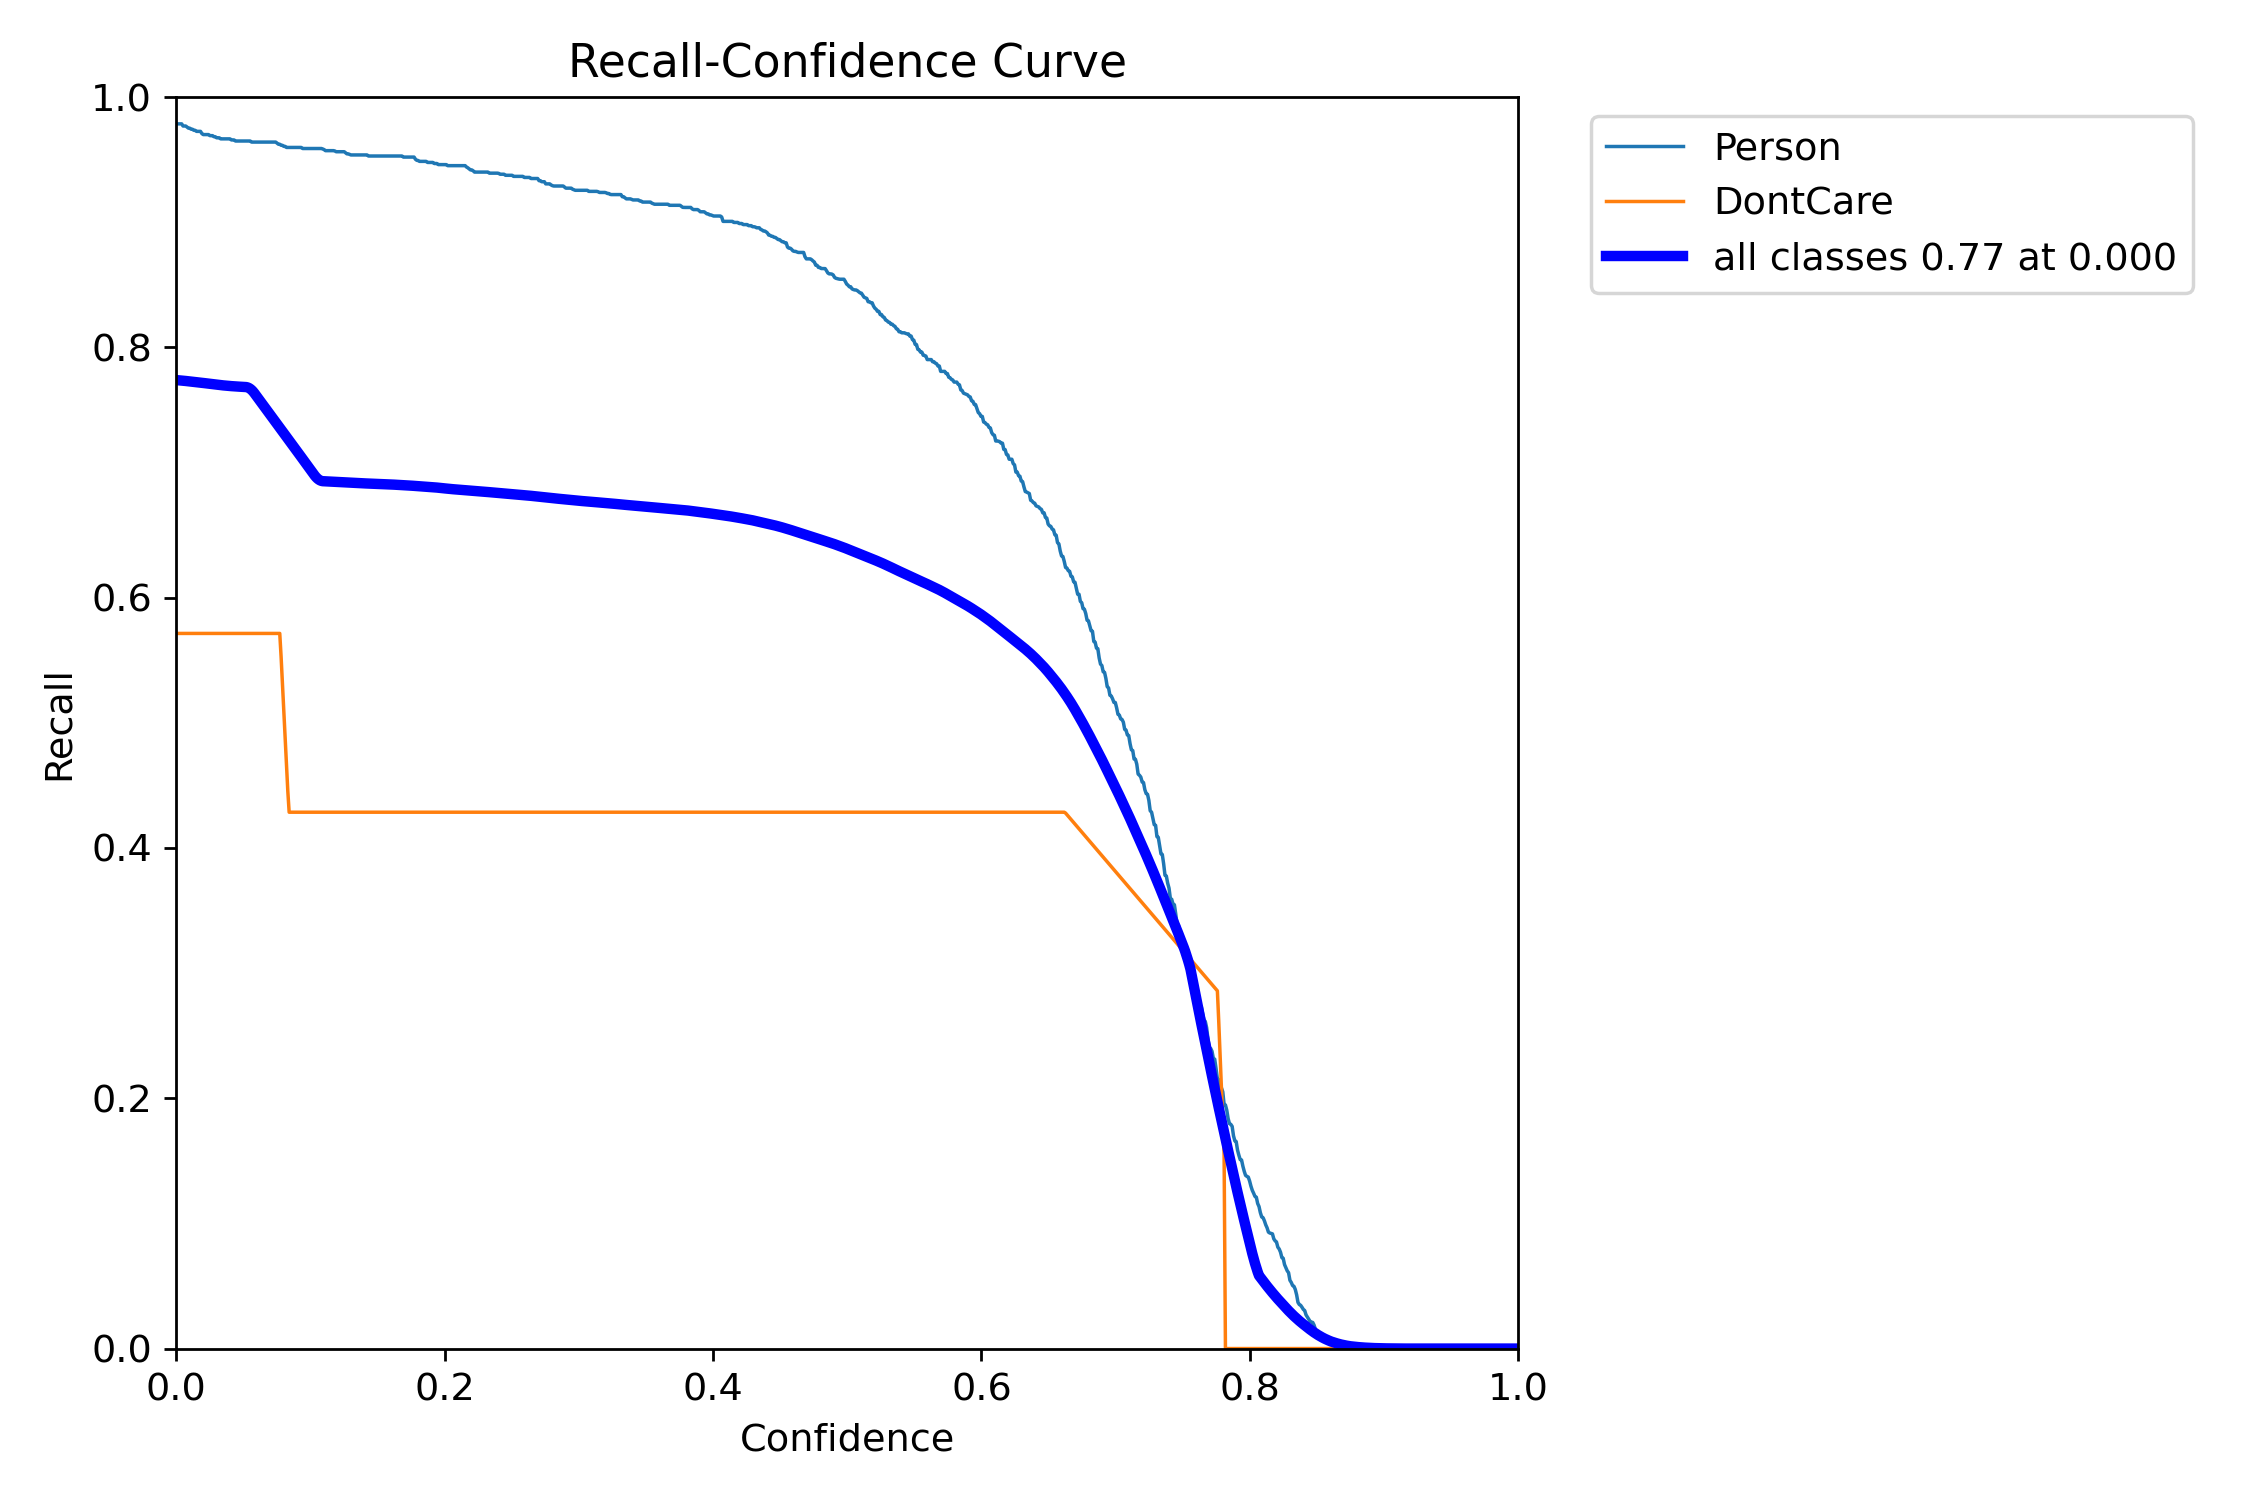 Recall-Confidence Curve
1.0
0.8
0.6
0.4
0.2
0.0
Recall
0.0 0.2 0.4 0.6 0.8 1.0
Confidence
Person
DontCare
all classes 0.77 at 0.000